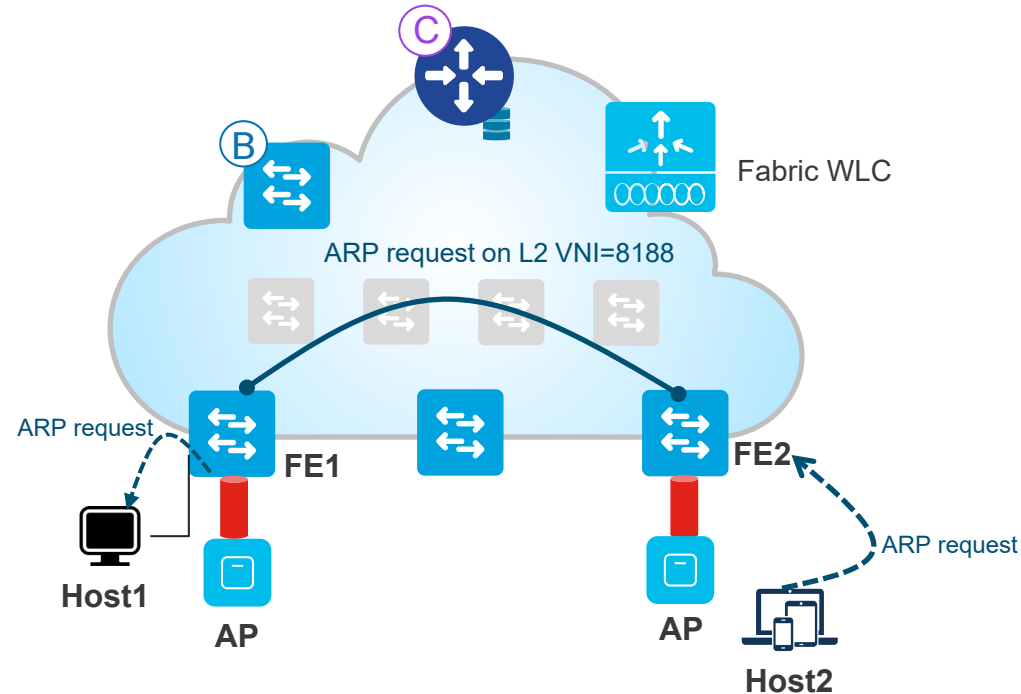 C
B
Fabric WLC
ARP request on L2 VNI=8188
ARP request
FE1
FE2
ARP request
Host1
AP
AP
Host2